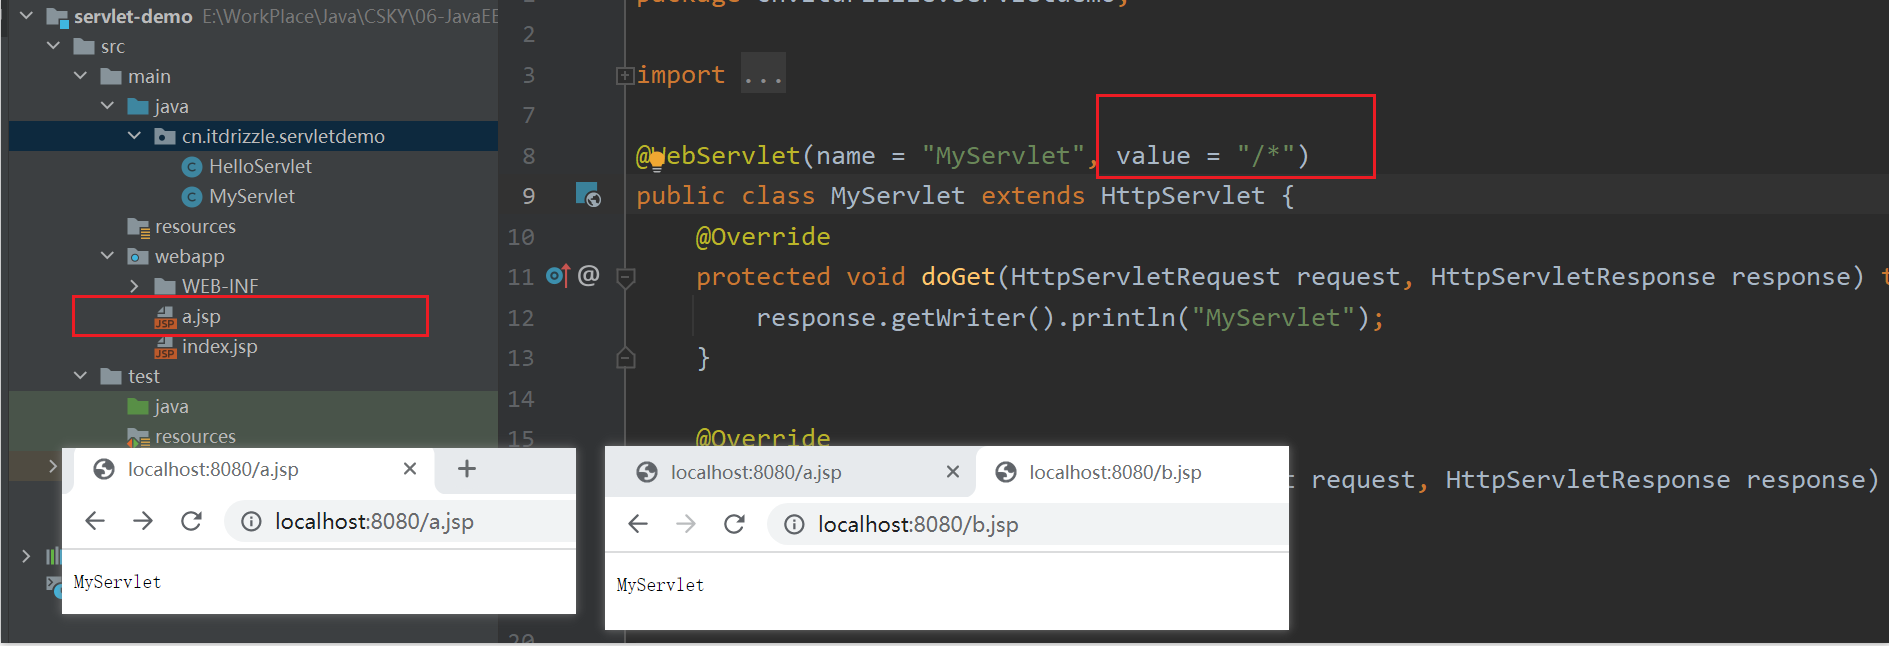 servlet-demo E:\WorkPlace\Java\CSKY\06-JavaEE
src
main
java
cn.itdrizzle.servletdemo
HelloServlet
MyServlet
resources
webapp
WEB-INF
a.jsp
index.jsp
test
java
resources
2
3 import ...
7
8 @WebServlet(name = "MyServlet", value = "/*")
9 public class MyServlet extends HttpServlet {
10 @Override
11 @ protected void doGet(HttpServletRequest request, HttpServletResponse response) t
12 response.getWriter().println("MyServlet");
13 }
14
15 @Override
request, HttpServletResponse response)
20
localhost:8080/a.jsp
localhost:8080/a.jsp
MyServlet
localhost:8080/a.jsp localhost:8080/b.jsp
localhost:8080/b.jsp
MyServlet